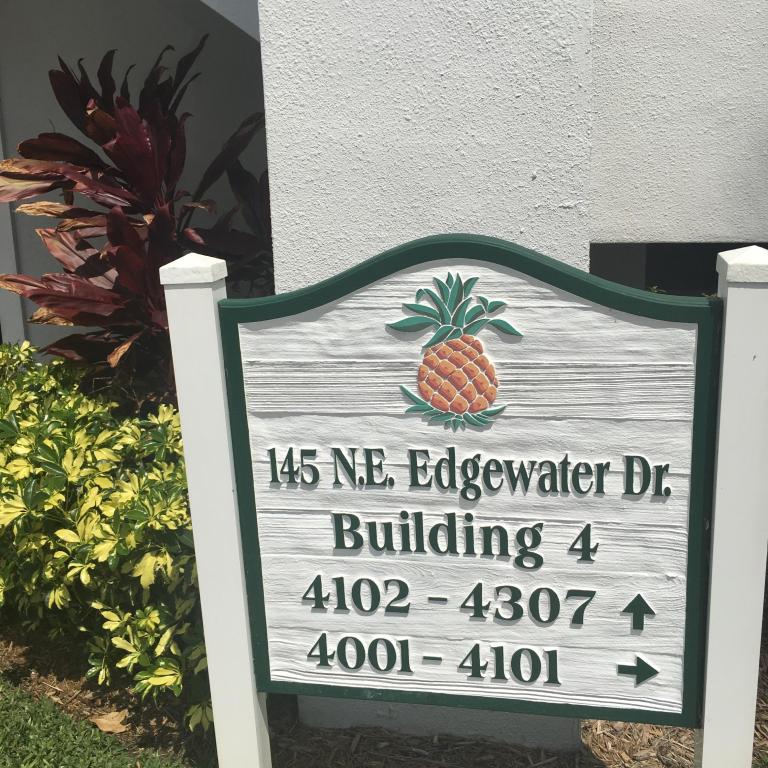 145 N.E. Edgewater Dr.
Building 4
4102 - 4307 ↑
4001 - 4101 →